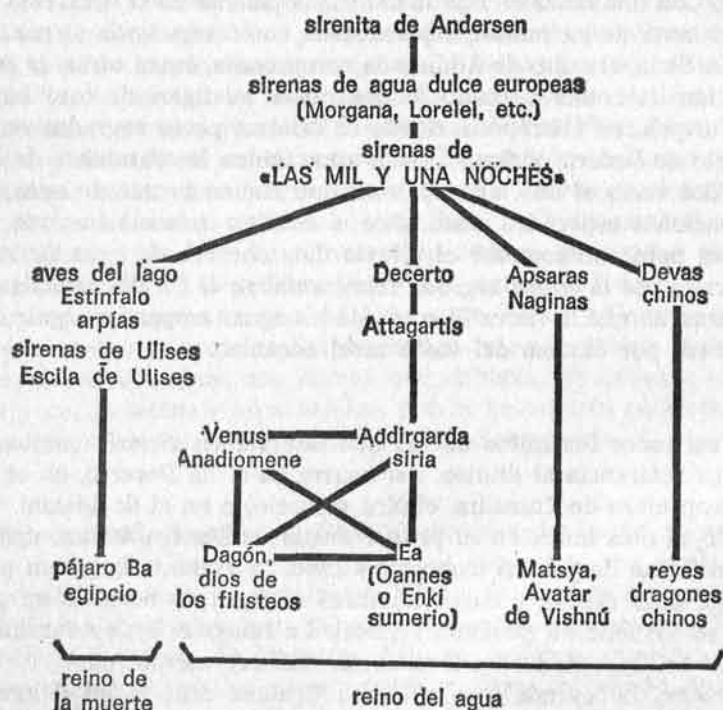 sirenita de Andersen
sirenas de agua dulce europeas
(Morgana, Lorelei, etc.)
sirenas de
«LAS MIL Y UNA NOCHES»
aves del lago
Estínfalo
arpías
sirenas de Ulises
Escila de Ulises
Decerto
Attagartis
Apsaras
Naginas
Devas
chinos
Venus
Anadiomene
Addirgarda
siria
pájaro Ba
egipcio
Dagón,
dios de
los filisteos
Ea
(Oannes
o Enki
sumerio)
Matsya,
Avatar
de Vishnú
reyes
dragones
chinos
reino de
la muerte
reino del agua